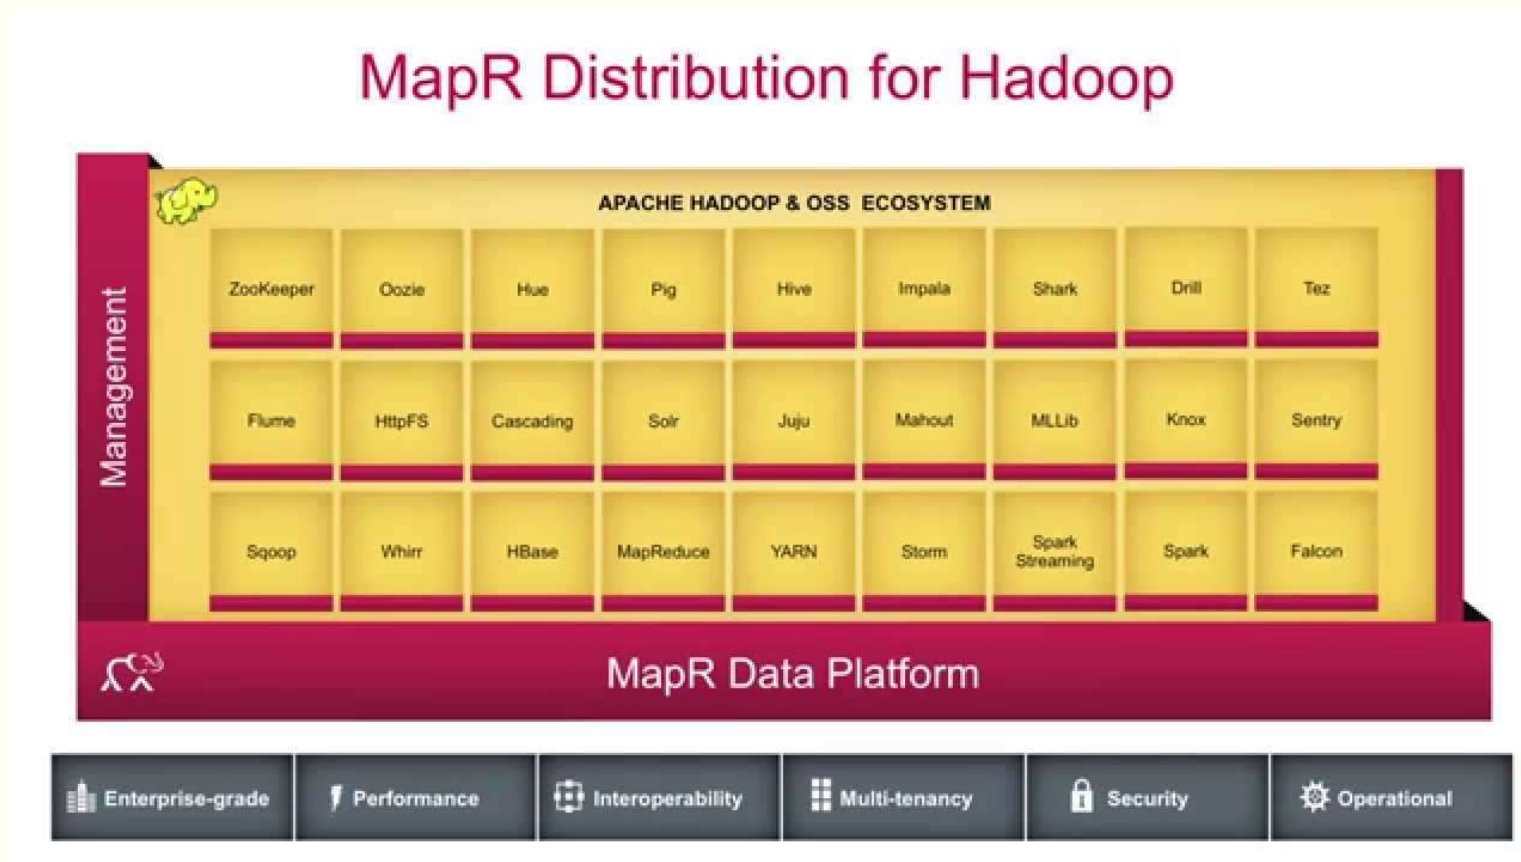 MapR Distribution for Hadoop
APACHE HADOOP & OSS ECOSYSTEM
Management
ZooKeeper
Oozie
Hue
Pig
Hive
Impala
Shark
Drill
Tez
Flume
HttpFS
Cascading
Solr
Juju
Mahout
MLLib
Knox
Sentry
Sqoop
Whirr
HBase
MapReduce
YARN
Storm
Spark
Streaming
Spark
Falcon
MapR Data Platform
Enterprise-grade
Performance
Interoperability
Multi-tenancy
Security
Operational